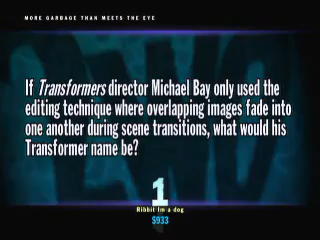 MORE GARBAGE THAN MEETS THE EYE
If Transformers director Michael Bay only used the
editing technique where overlapping images fade into
one another during scene transitions, what would his
Transformer name be?
1
Ribbit Im a dog
$933